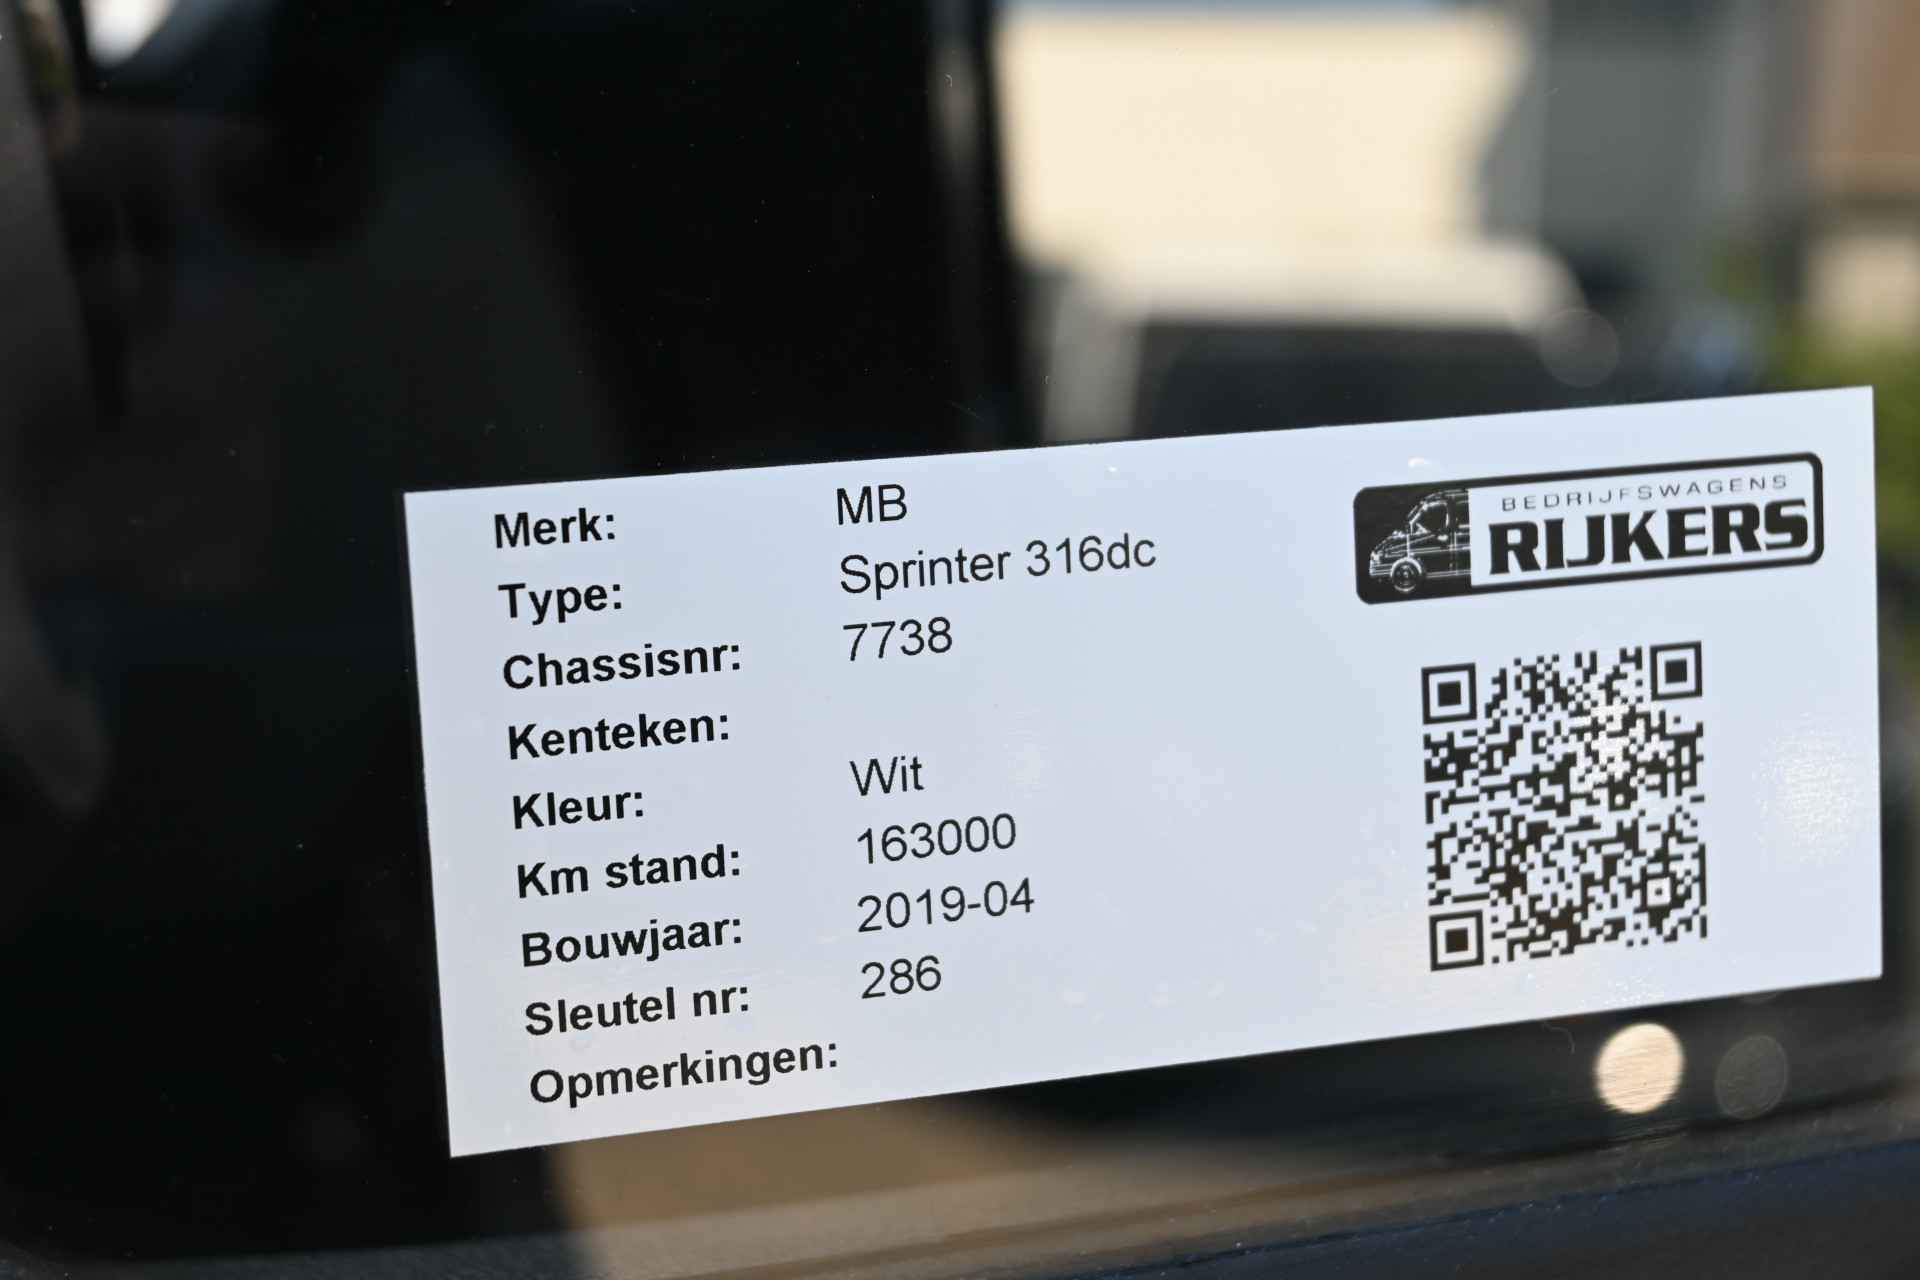 Merk: MB
Type: Sprinter 316dc
Chassisnr: 7738
Kenteken:
Kleur: Wit
Km stand: 163000
Bouwjaar: 2019-04
Sleutel nr: 286
Opmerkingen:
BEDRIJFSWAGENS
RIJKERS